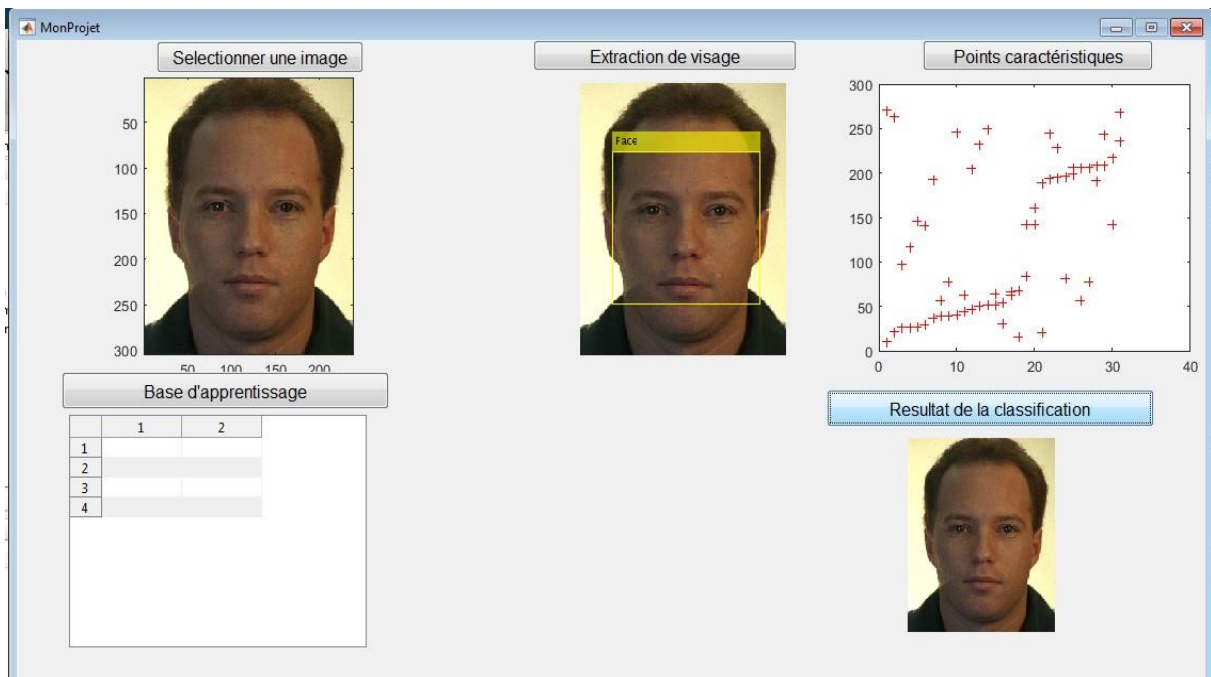 MonProjet
Selectionner une image
Extraction de visage
Points caractéristiques
50
100
150
200
250
300
50 100 150 200
Face
300
250
200
150
100
50
0
0 10 20 30 40
Base d'apprentissage
1 2
1
2
3
4
Resultat de la classification